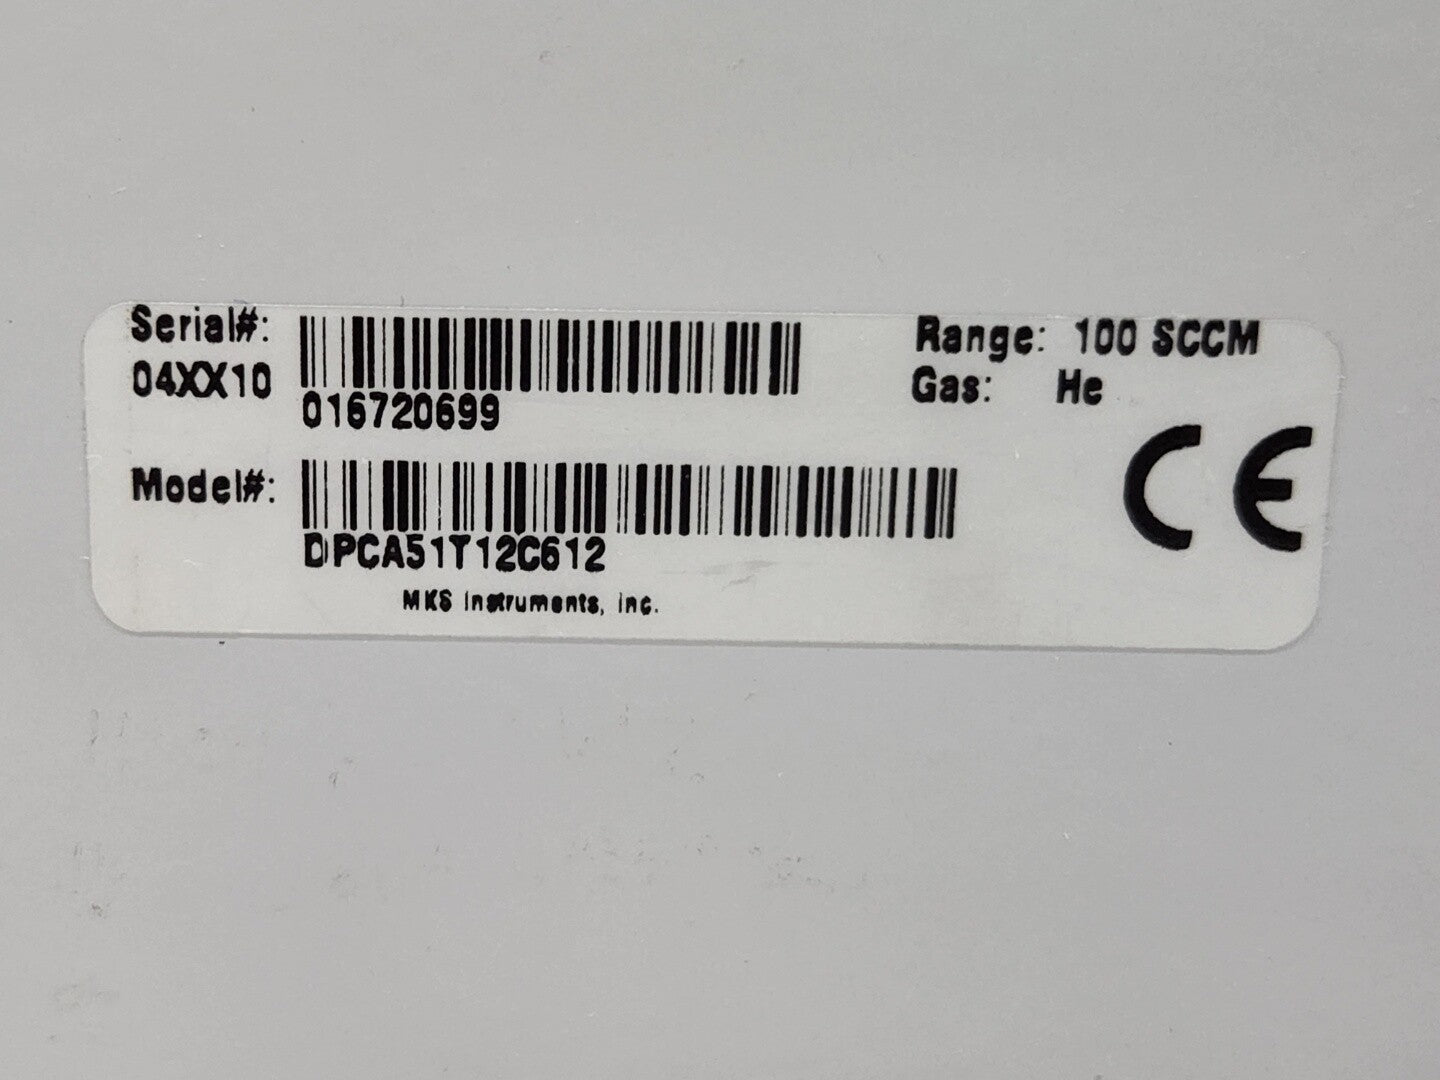 Serial#:
04XX10
016720699
Range: 100 SCCM
Gas: He
Model#:
DPCA51T12C612
MKS Instruments, Inc.
CE